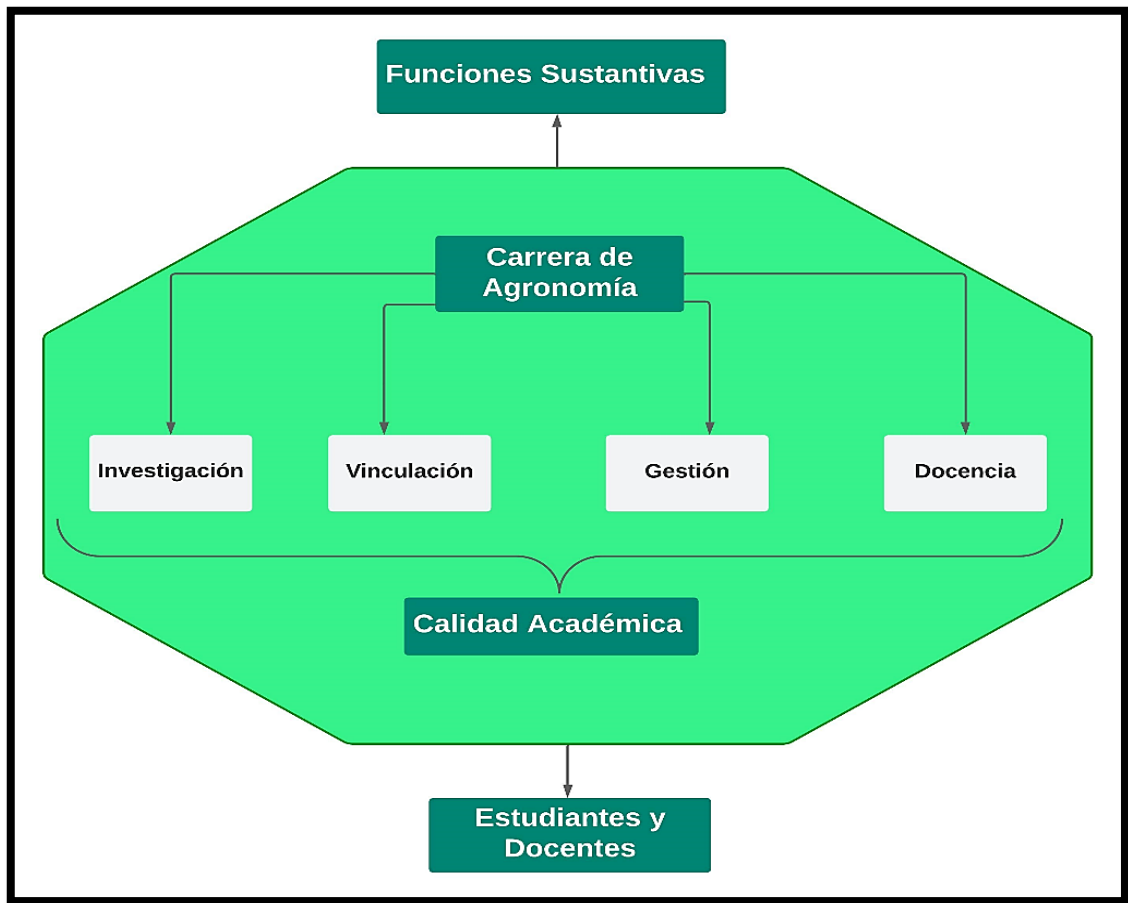 Funciones Sustantivas
Carrera de
Agronomía
Investigación
Vinculación
Gestión
Docencia
Calidad Académica
Estudiantes y
Docentes